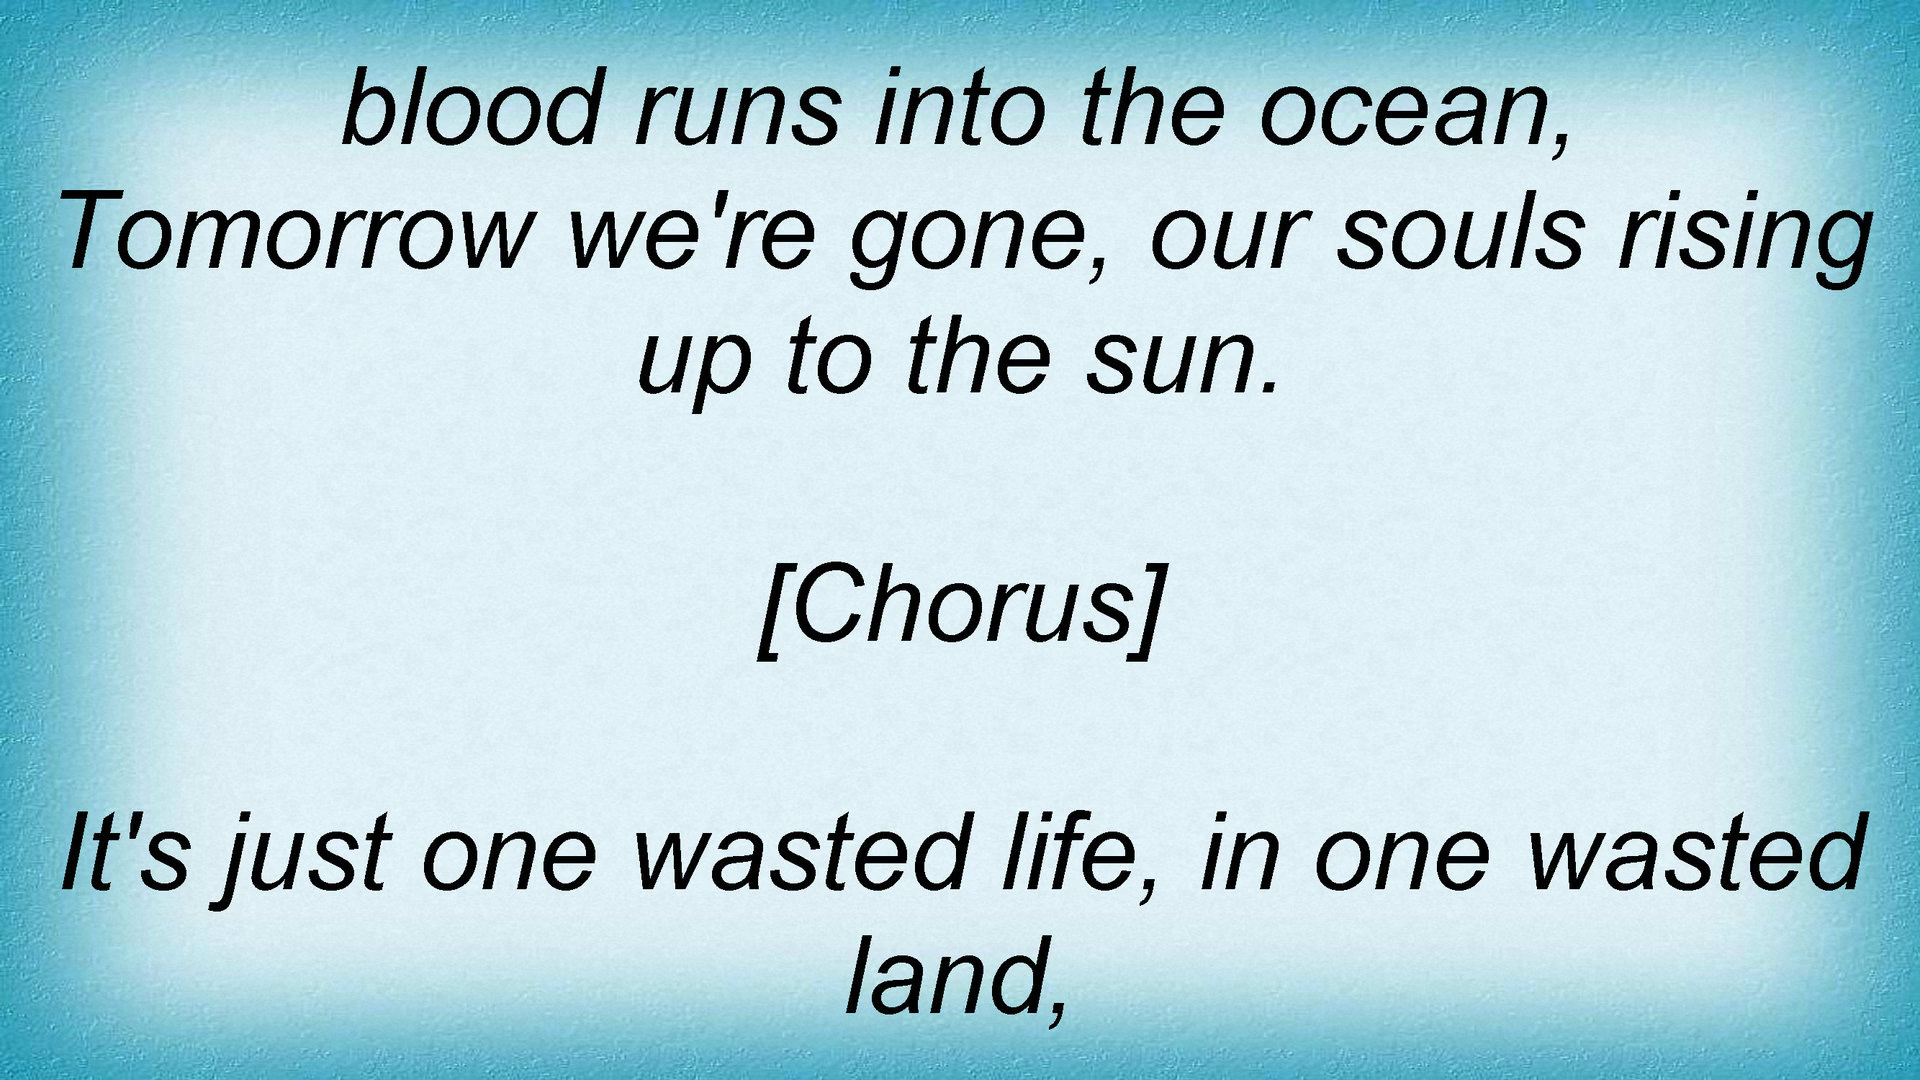 blood runs into the ocean,
Tomorrow we're gone, our souls rising
up to the sun.
[Chorus]
It's just one wasted life, in one wasted
land,